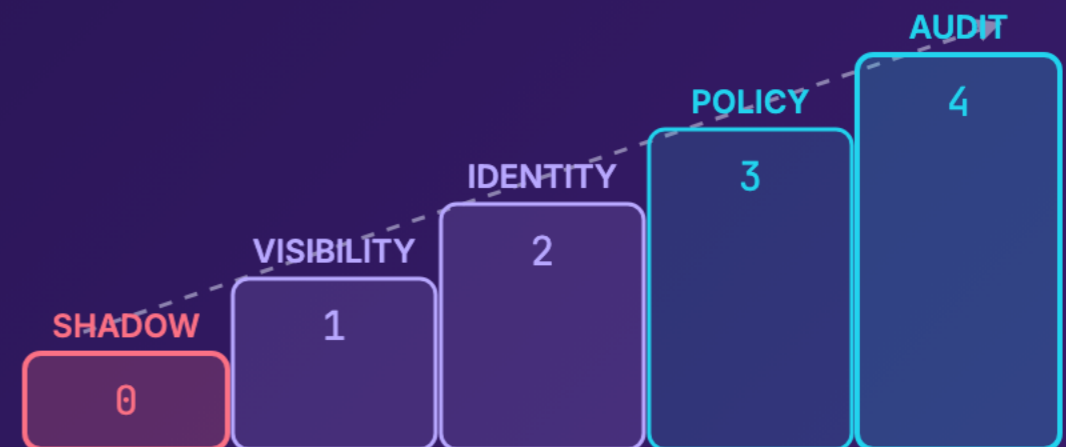 SHADOW
0
VISIBILITY
1
IDENTITY
2
POLICY
3
AUDIT
4